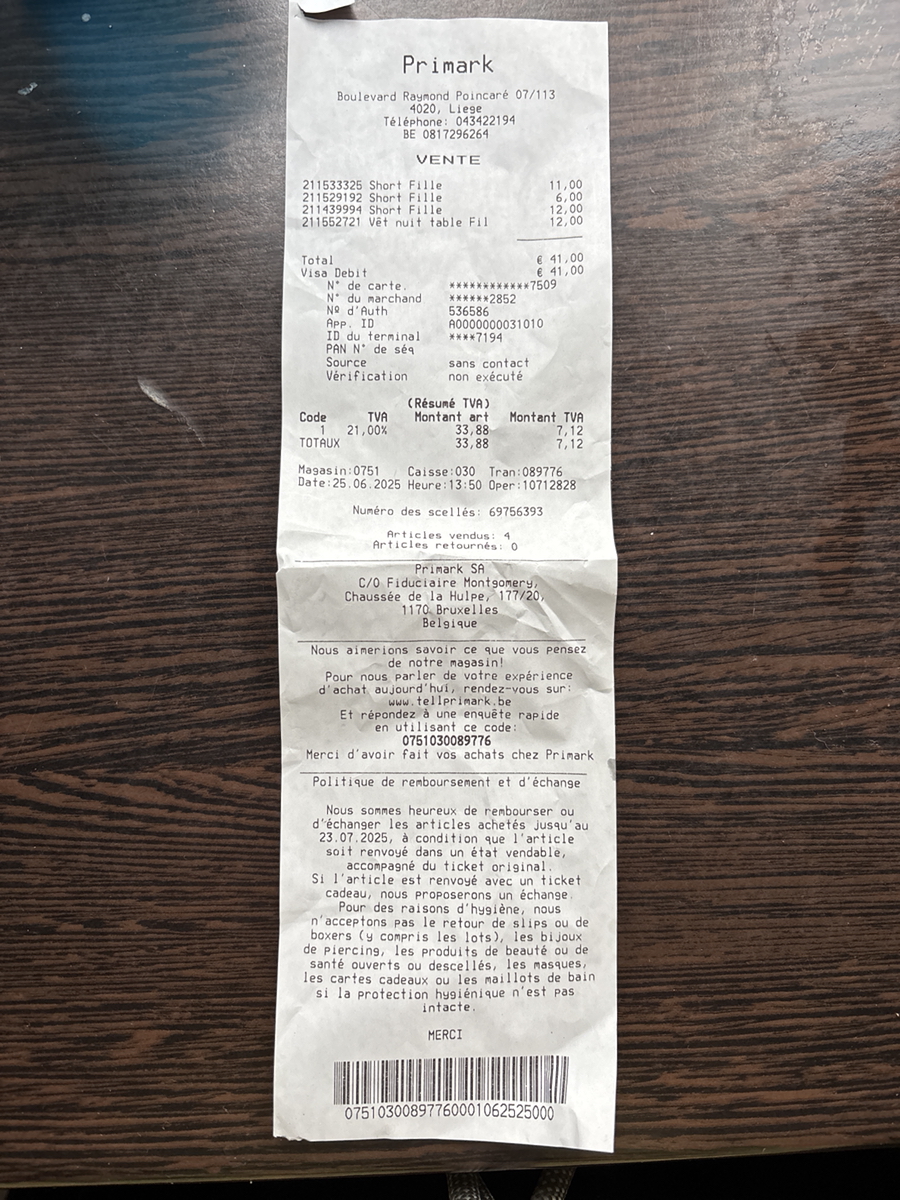 Primark
Boulevard Raymond Poincaré 07/113
4020, Liege
Téléphone: 043422194
BE 0817296264
VENTE
211533325 Short Fille 11,00
211529192 Short Fille 6,00
211439994 Short Fille 12,00
211552721 Vêt nuit table Fil 12,00
Total € 41,00
Visa Debit € 41,00
N° de carte. ************7509
N° du marchand ******2852
Nº d'Auth 536586
App. ID A0000000031010
ID du terminal ****7194
PAN N° de séq
Source sans contact
Vérification non exécuté
(Résumé TVA)
Code TVA Montant art Montant TVA
1 21,00% 33,88 7,12
TOTAUX 33,88 7,12
Magasin:0751 Caisse:030 Tran:089776
Date:25.06.2025 Heure:13:50 Oper:10712828
Numéro des scellés: 69756393
Articles vendus: 4
Articles retournés: 0
Primark SA
C/O Fiduciaire Montgomery,
Chaussée de la Hulpe, 177/20,
1170 Bruxelles
Belgique
Nous aimerions savoir ce que vous pensez
de notre magasin!
Pour nous parler de votre expérience
d'achat aujourd'hui, rendez-vous sur:
www.tellprimark.be
Et répondez à une enquête rapide
en utilisant ce code:
0751030089776
Merci d'avoir fait vos achats chez Primark
Politique de remboursement et d'échange
Nous sommes heureux de rembourser ou
d'échanger les articles achetés jusqu'au
23.07.2025, à condition que l'article
soit renvoyé dans un état vendable,
accompagné du ticket original.
Si l'article est renvoyé avec un ticket
cadeau, nous proposerons un échange.
Pour des raisons d'hygiène, nous
n'acceptons pas le retour de slips ou de
boxers (y compris les lots), les bijoux
de piercing, les produits de beauté ou de
santé ouverts ou descellés, les masques,
les cartes cadeaux ou les maillots de bain
si la protection hygiénique n'est pas
intacte.
MERCI
07510300897760001062525000